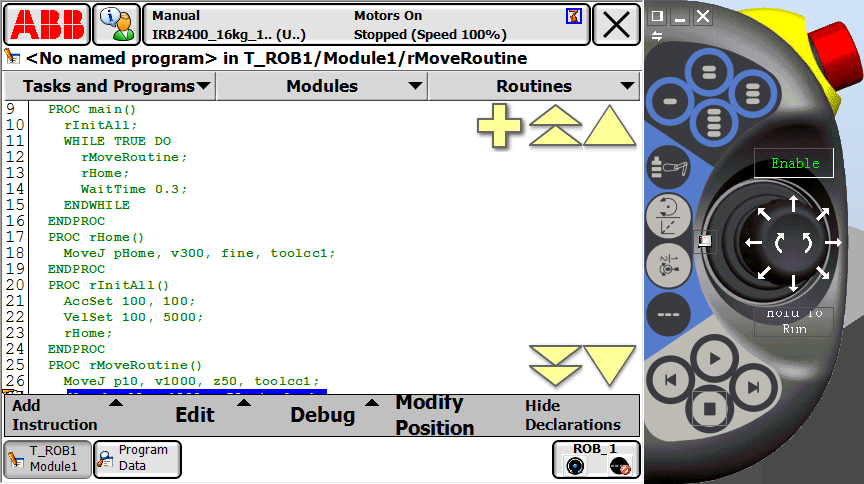 ABB
Manual
IRB2400_16kg_1.. (U..)
Motors On
Stopped (Speed 100%)
<No named program> in T_ROB1/Module1/rMoveRoutine
Tasks and Programs
Modules
Routines
9 PROC main()
10 rInitAll;
11 WHILE TRUE DO
12 rMoveRoutine;
13 rHome;
14 WaitTime 0.3;
15 ENDWHILE
16 ENDPROC
17 PROC rHome()
18 MoveJ pHome, v300, fine, toolcc1;
19 ENDPROC
20 PROC rInitAll()
21 AccSet 100, 100;
22 VelSet 100, 5000;
23 rHome;
24 ENDPROC
25 PROC rMoveRoutine()
26 MoveJ p10, v1000, z50, toolcc1;
Add
Instruction
Edit
Debug
Modify
Position
Hide
Declarations
T_ROB1
Module1
Program
Data
ROB_1
Enable
Hold To
Run